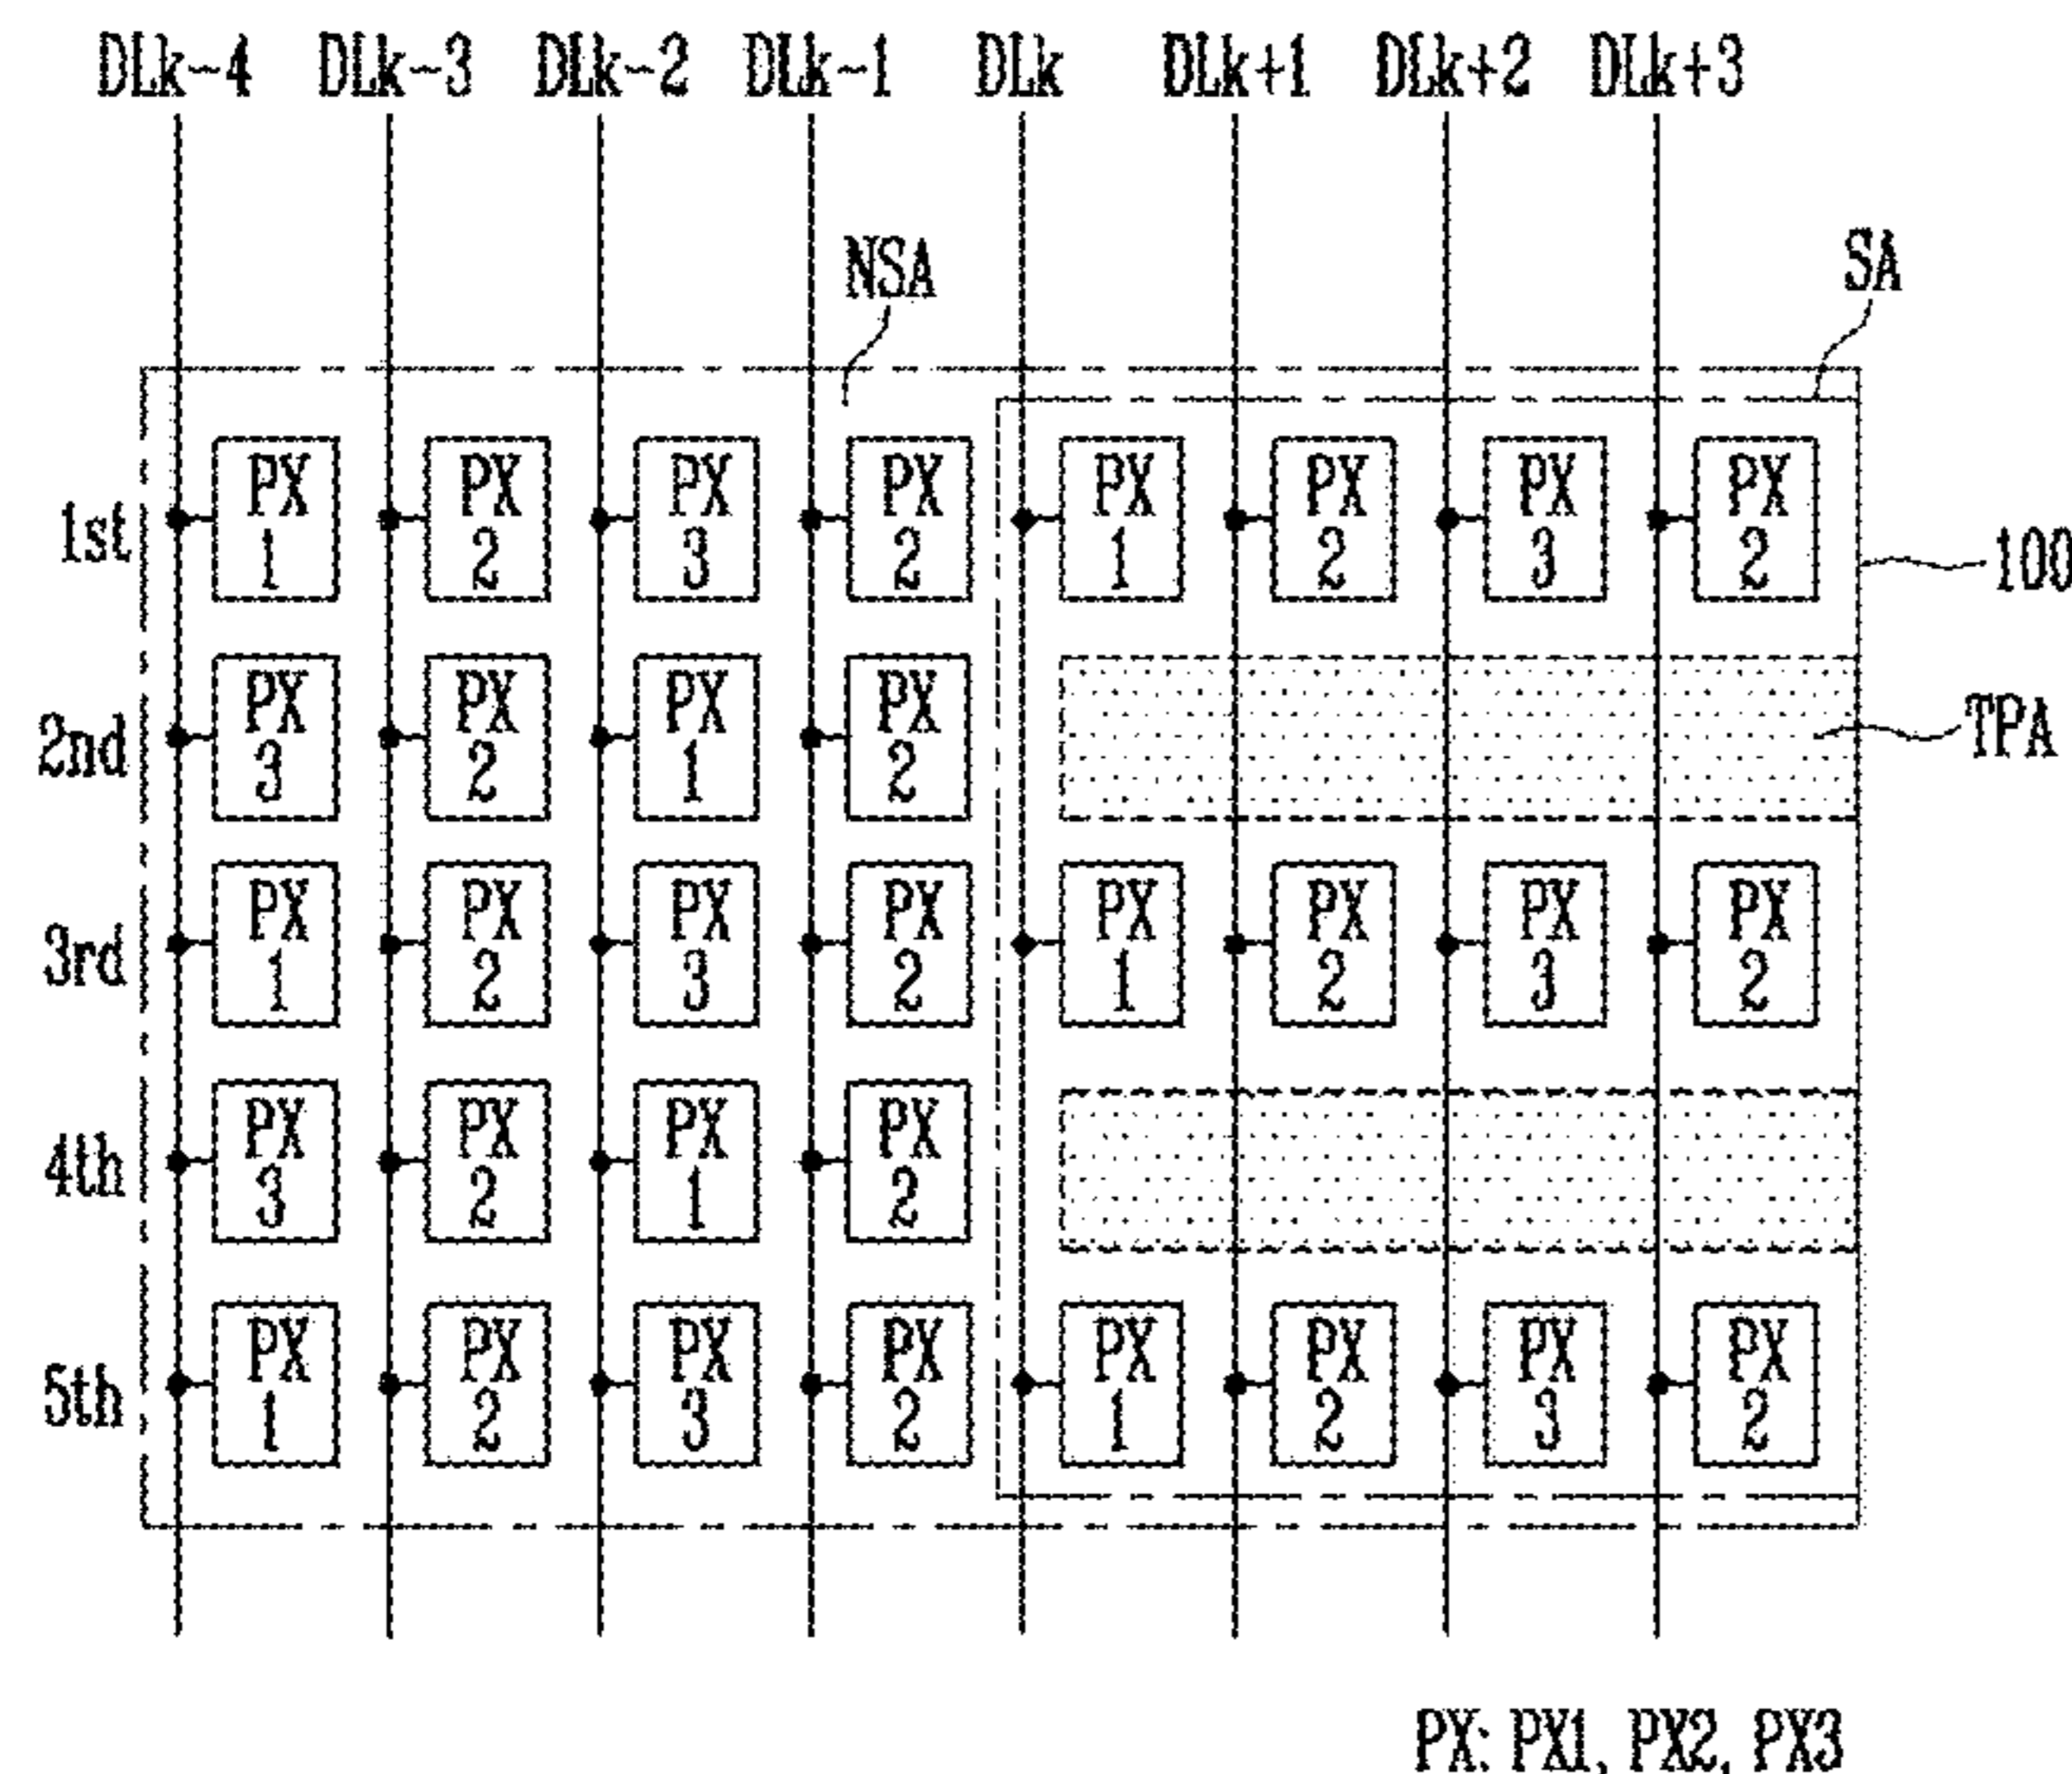 DLk-4 DLk-3 DLk-2 DLk-1 DLk DLk+1 DLk+2 DLk+3
NSA SA
1st PX 1 PX 2 PX 3 PX 2 PX 1 PX 2 PX 3 PX 2 100
2nd PX 3 PX 2 PX 1 PX 2 TPA
3rd PX 1 PX 2 PX 3 PX 2 PX 1 PX 2 PX 3 PX 2
4th PX 3 PX 2 PX 1 PX 2
5th PX 1 PX 2 PX 3 PX 2 PX 1 PX 2 PX 3 PX 2
PX: PX1, PX2, PX3